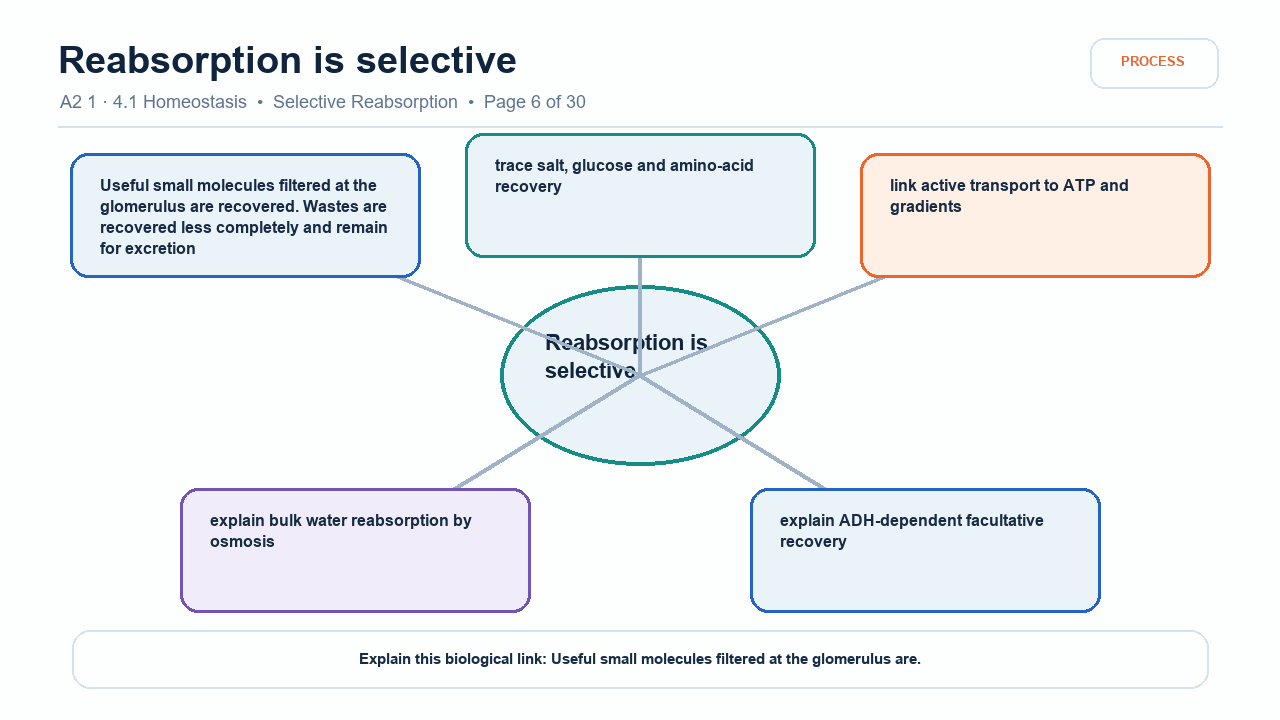 Reabsorption is selective
PROCESS
A2 1 · 4.1 Homeostasis • Selective Reabsorption • Page 6 of 30
Useful small molecules filtered at the
glomerulus are recovered. Wastes are
recovered less completely and remain
for excretion
trace salt, glucose and amino-acid
recovery
link active transport to ATP and
gradients
Reabsorption is
selective
explain bulk water reabsorption by
osmosis
explain ADH-dependent facultative
recovery
Explain this biological link: Useful small molecules filtered at the glomerulus are.